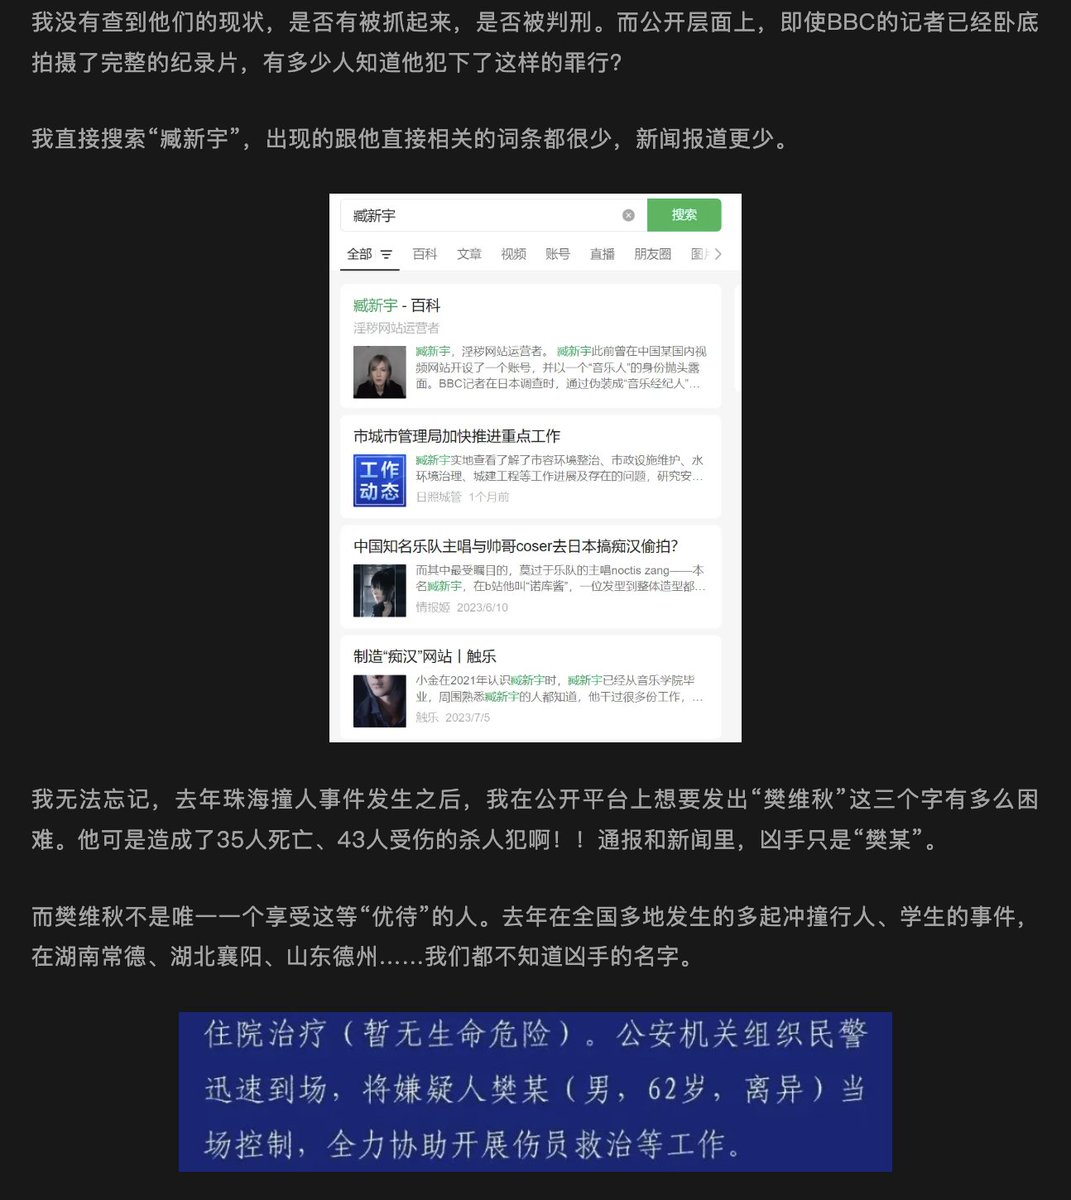 我没有查到他们的现状，是否有被抓起来，是否被判刑。而公开层面上，即使BBC的记者已经卧底
拍摄了完整的纪录片，有多少人知道他犯下了这样的罪行？
我直接搜索“臧新宇”，出现的跟他直接相关的词条都很少，新闻报道更少。
臧新宇
搜索
全部 百科 文章 视频 账号 直播 朋友圈 图片
臧新宇 - 百科
淫秽网站运营者
臧新宇，淫秽网站运营者。 臧新宇此前曾在中国某国内视
频网站开设了一个账号，并以一个“音乐人”的身份抛头露
面。BBC记者在日本调查时，通过伪装成“音乐经纪人”...
市城市管理局加快推进重点工作
工作
动态
臧新宇实地查看了解了市容环境整治、市政设施维护、水
环境治理、城建工程等工作进展及存在的问题，研究安...
日照城管 1个月前
中国知名乐队主唱与帅哥coser去日本搞痴汉偷拍？
而其中最受瞩目的，莫过于乐队的主唱noctis zang——本
名臧新宇，在b站他叫“诺库酱”，一位发型到整体造型都...
情报姬 2023/6/10
制造“痴汉”网站丨触乐
小金在2021年认识臧新宇时，臧新宇已经从音乐学院毕
业，周围熟悉臧新宇的人都知道，他干过很多份工作，...
触乐 2023/7/5
我无法忘记，去年珠海撞人事件发生之后，我在公开平台上想要发出“樊维秋”这三个字有多么困
难。他可是造成了35人死亡、43人受伤的杀人犯啊！！通报和新闻里，凶手只是“樊某”。
而樊维秋不是唯一一个享受这等“优待”的人。去年在全国多地发生的多起冲撞行人、学生的事件，
在湖南常德、湖北襄阳、山东德州……我们都不知道凶手的名字。
住院治疗（暂无生命危险）。公安机关组织民警
迅速到场，将嫌疑人樊某（男，62岁，离异）当
场控制，全力协助开展伤员救治等工作。